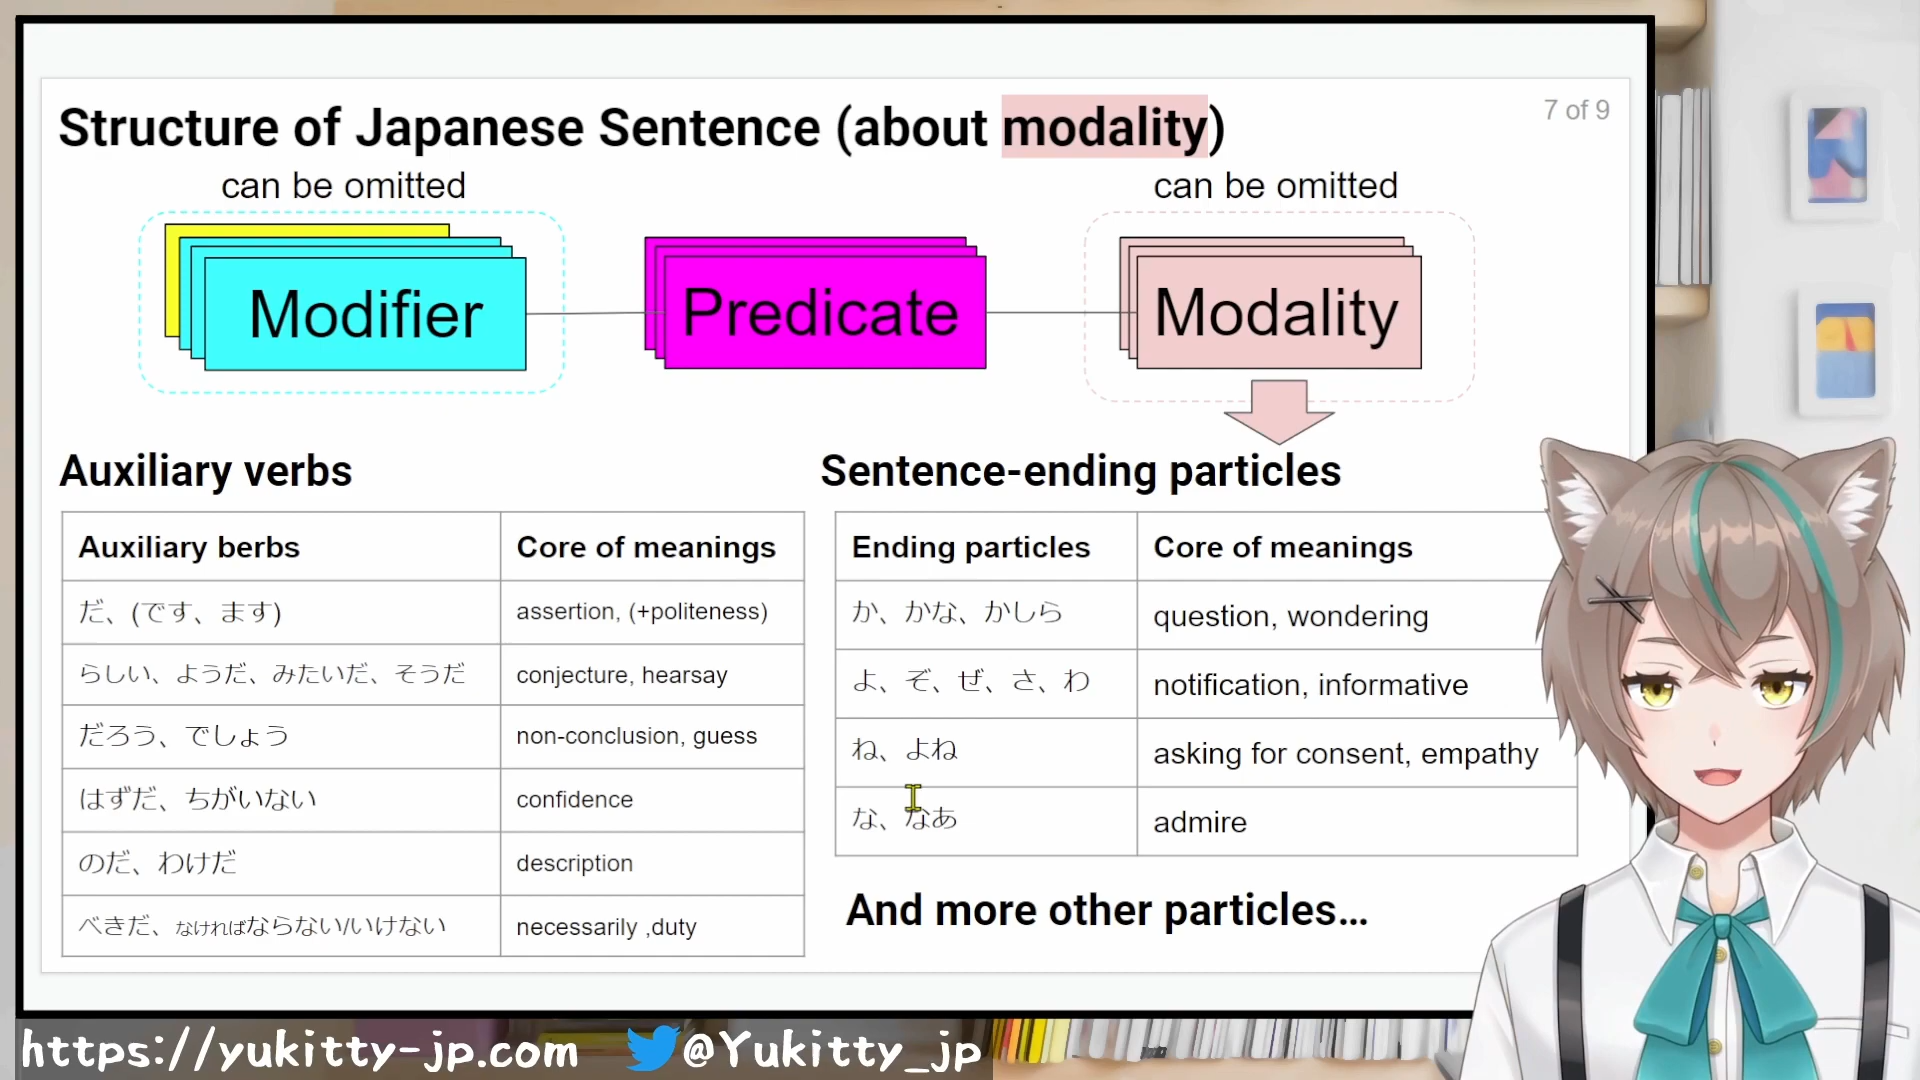 Structure of Japanese Sentence (about modality)
7 of 9
can be omitted
can be omitted
Modifier
Predicate
Modality
Auxiliary verbs
Auxiliary berbs
Core of meanings
だ、(です、ます)
assertion, (+politeness)
らしい、ようだ、みたいだ、そうだ
conjecture, hearsay
だろう、でしょう
non-conclusion, guess
はずだ、ちがいない
confidence
のだ、わけだ
description
べきだ、なければならない/いけない
necessarily ,duty
Sentence-ending particles
Ending particles
Core of meanings
か、かな、かしら
question, wondering
よ、ぞ、ぜ、さ、わ
notification, informative
ね、よね
asking for consent, empathy
な、なあ
admire
And more other particles...
https://yukitty-jp.com
@Yukitty_jp